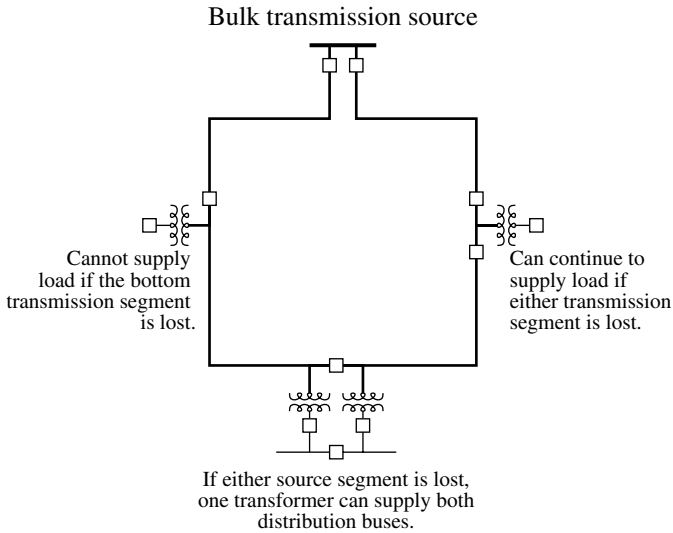 Bulk transmission source
Cannot supply
load if the bottom
transmission segment
is lost.
Can continue to
supply load if
either transmission
segment is lost.
If either source segment is lost,
one transformer can supply both
distribution buses.